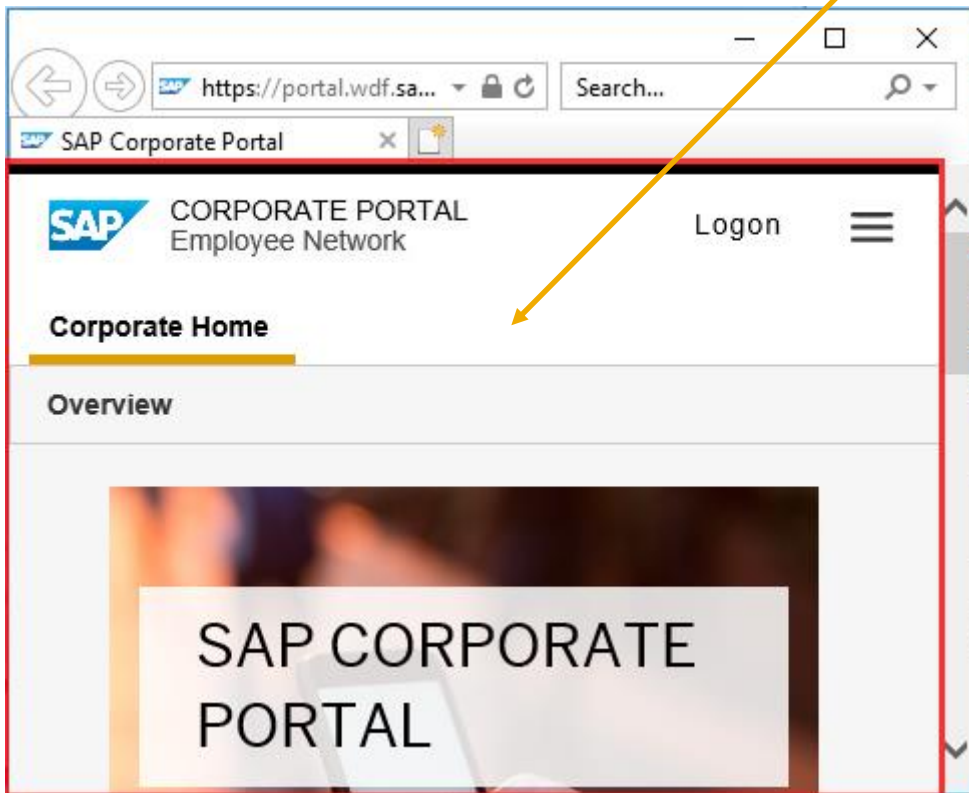 https://portal.wdf.sa...
Search...
SAP SAP Corporate Portal
SAP
CORPORATE PORTAL
Employee Network
Logon
Corporate Home
Overview
SAP CORPORATE
PORTAL